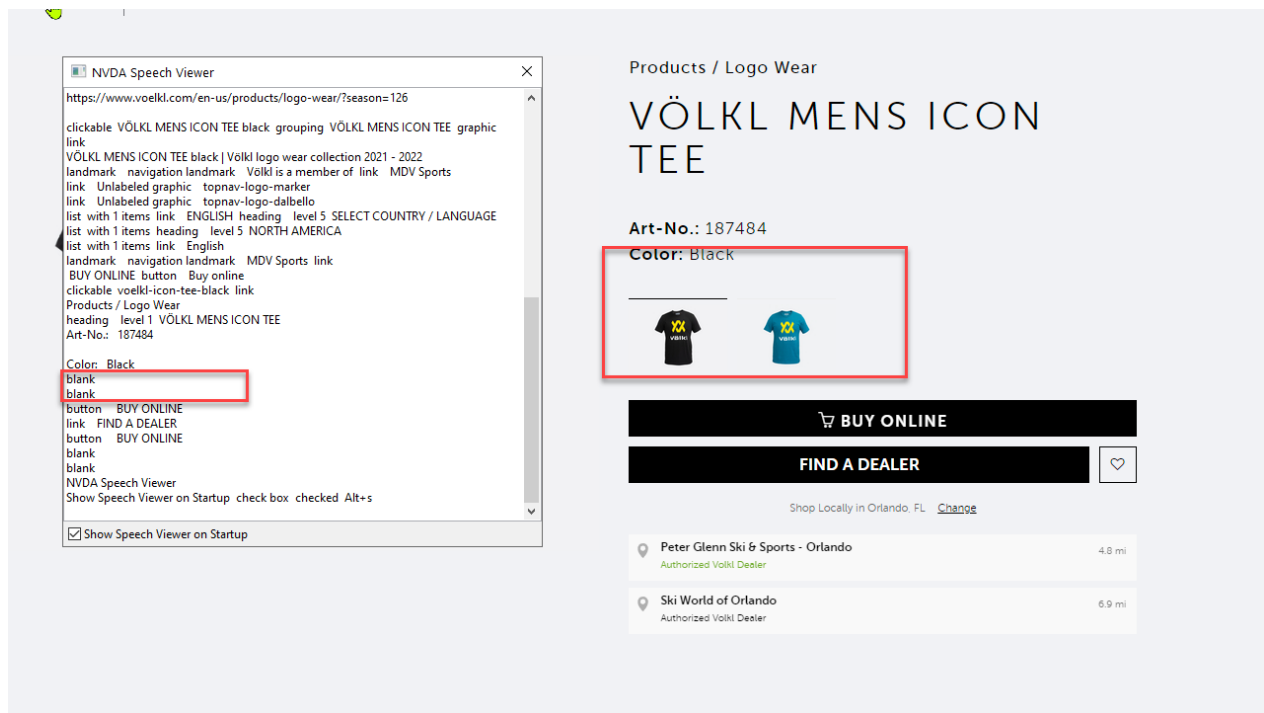 NVDA Speech Viewer
https://www.voelkl.com/en-us/products/logo-wear/?season=126
clickable VÖLKL MENS ICON TEE black grouping VÖLKL MENS ICON TEE graphic
link
VÖLKL MENS ICON TEE black | Völkl logo wear collection 2021 - 2022
landmark navigation landmark Völkl is a member of link MDV Sports
link Unlabeled graphic topnav-logo-marker
link Unlabeled graphic topnav-logo-dalbello
list with 1 items link ENGLISH heading level 5 SELECT COUNTRY / LANGUAGE
list with 1 items heading level 5 NORTH AMERICA
list with 1 items link English
landmark navigation landmark MDV Sports link
BUY ONLINE button Buy online
clickable voelkl-icon-tee-black link
Products / Logo Wear
heading level 1 VÖLKL MENS ICON TEE
Art-No.: 187484
Color: Black
blank
blank
button BUY ONLINE
link FIND A DEALER
button BUY ONLINE
blank
blank
NVDA Speech Viewer
Show Speech Viewer on Startup check box checked Alt+s
Show Speech Viewer on Startup
Products / Logo Wear
VÖLKL MENS ICON
TEE
Art-No.: 187484
Color: Black
VÖLKL
VÖLKL
BUY ONLINE
FIND A DEALER
Shop Locally in Orlando, FL Change
Peter Glenn Ski & Sports - Orlando
4.8 mi
Authorized Volkl Dealer
Ski World of Orlando
6.9 mi
Authorized Volkl Dealer